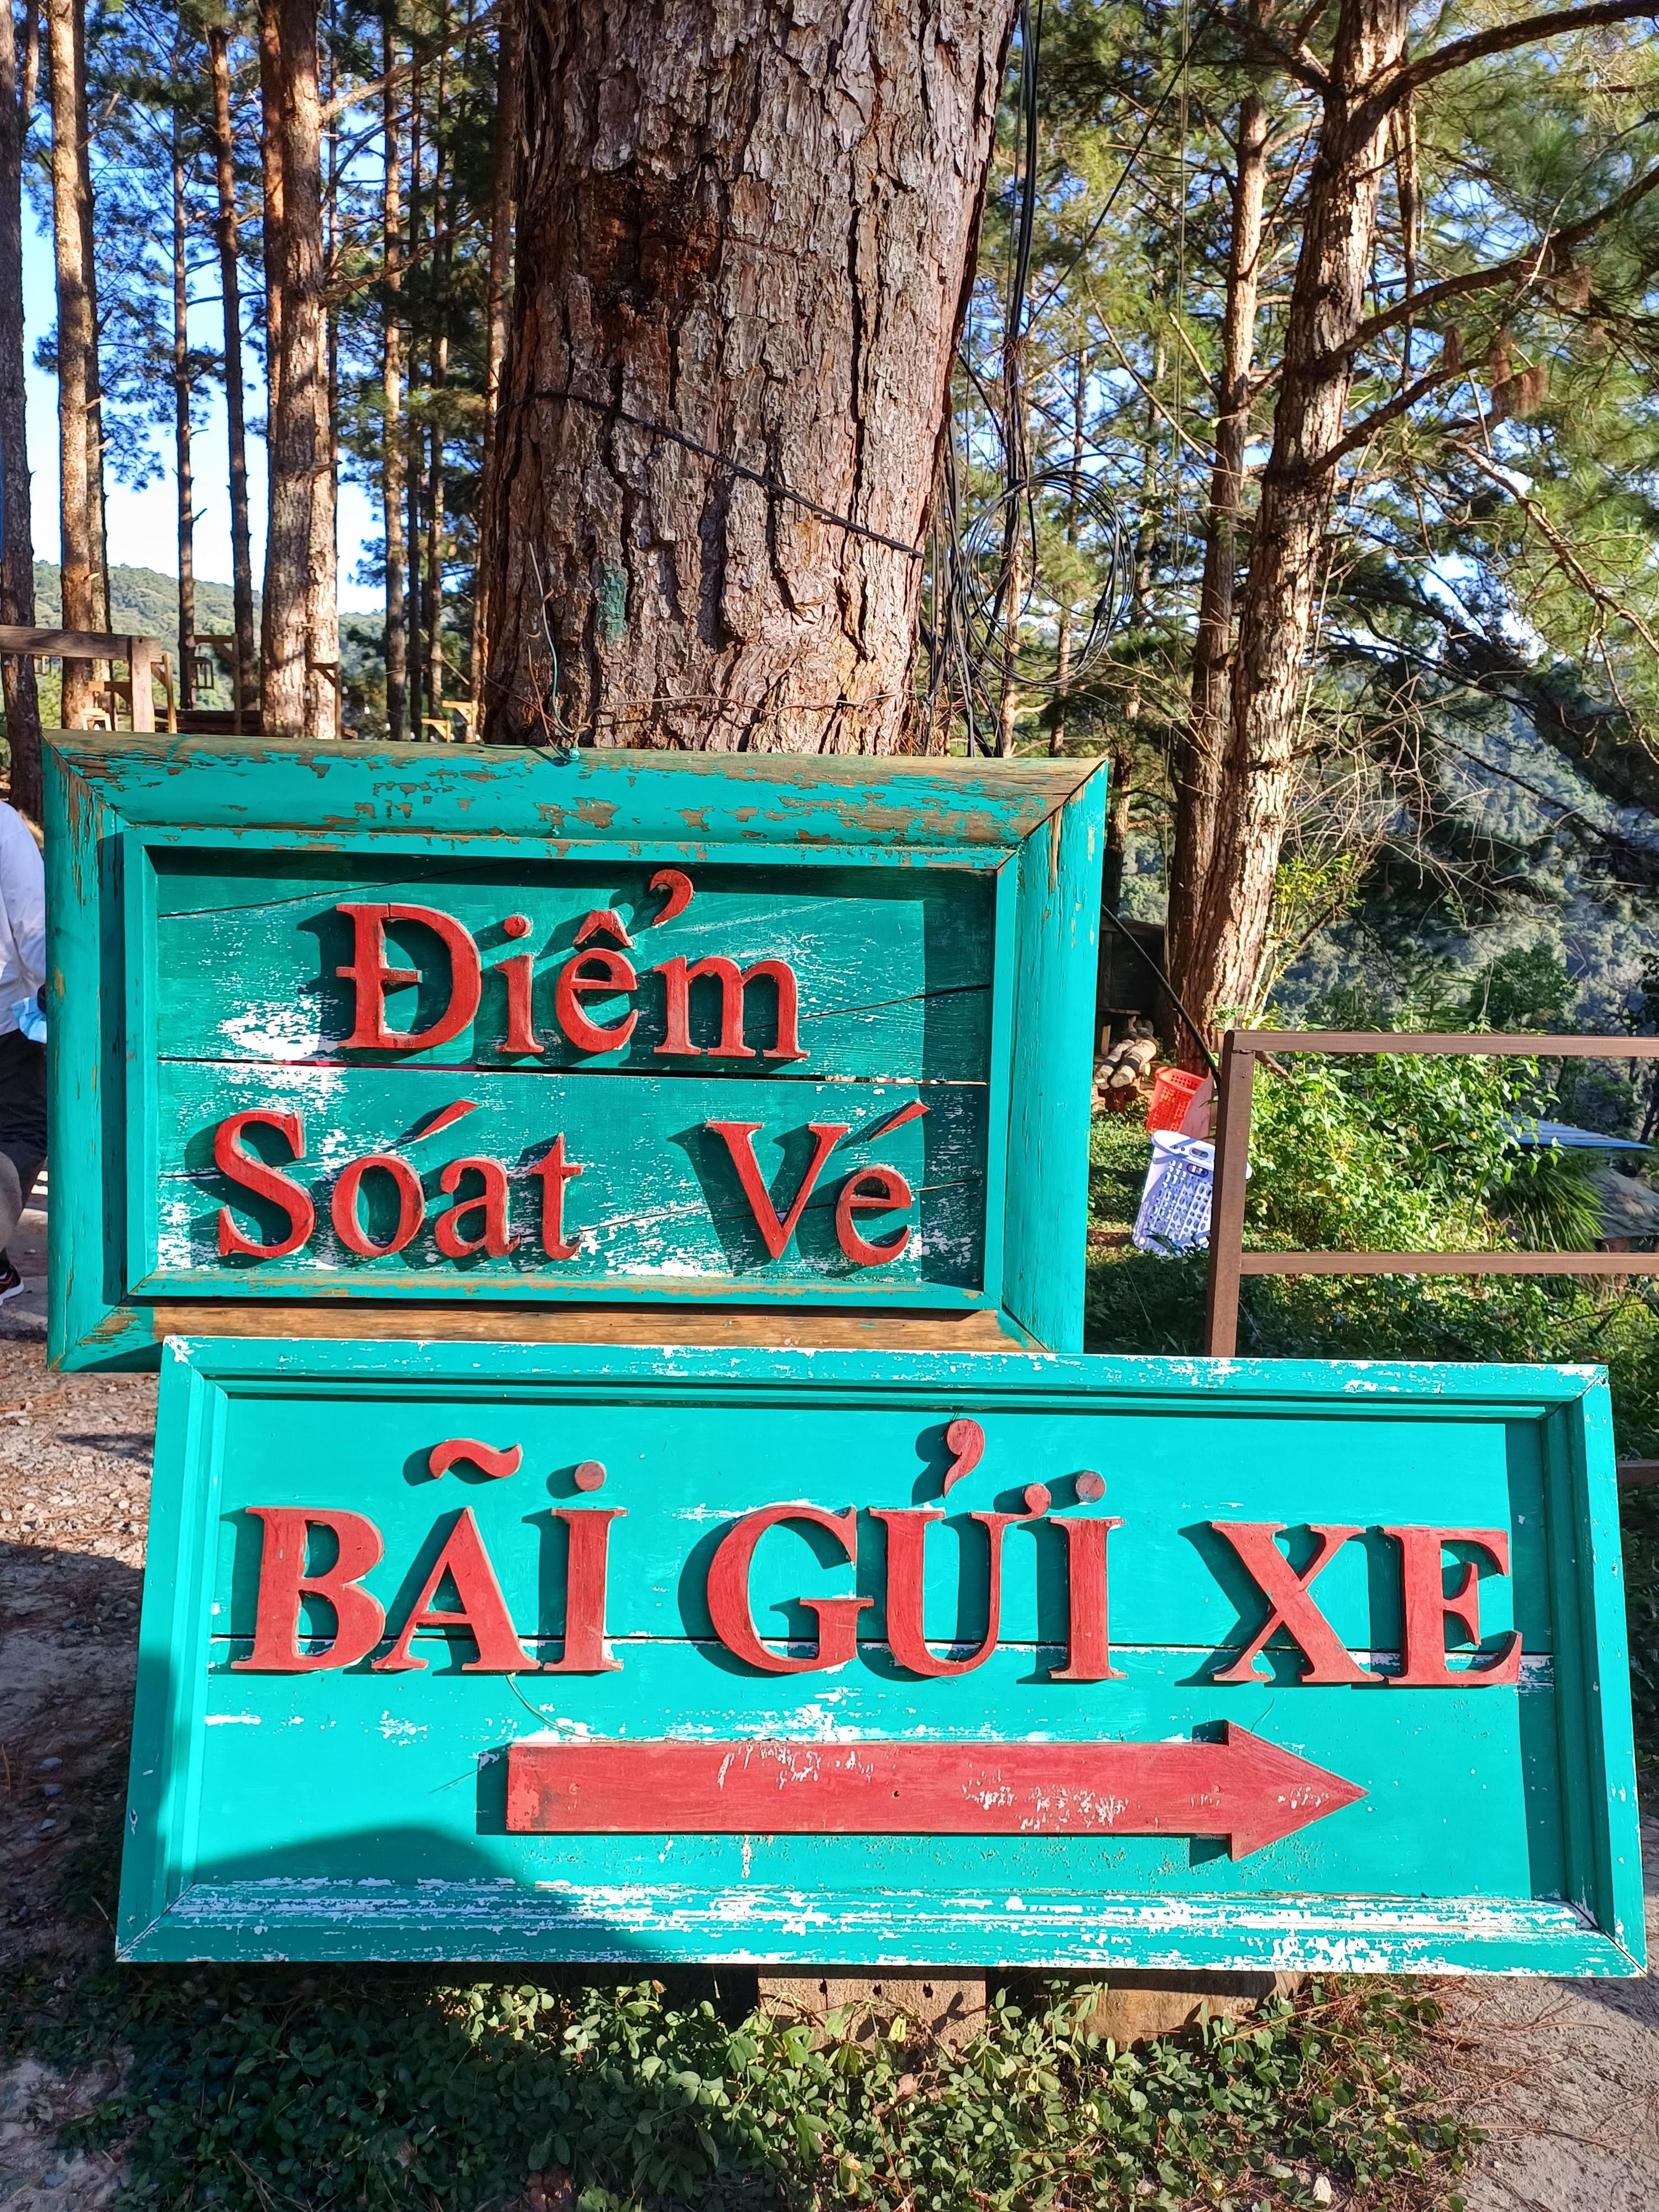 Điểm
Soát Vé
BÃI GỬI XE